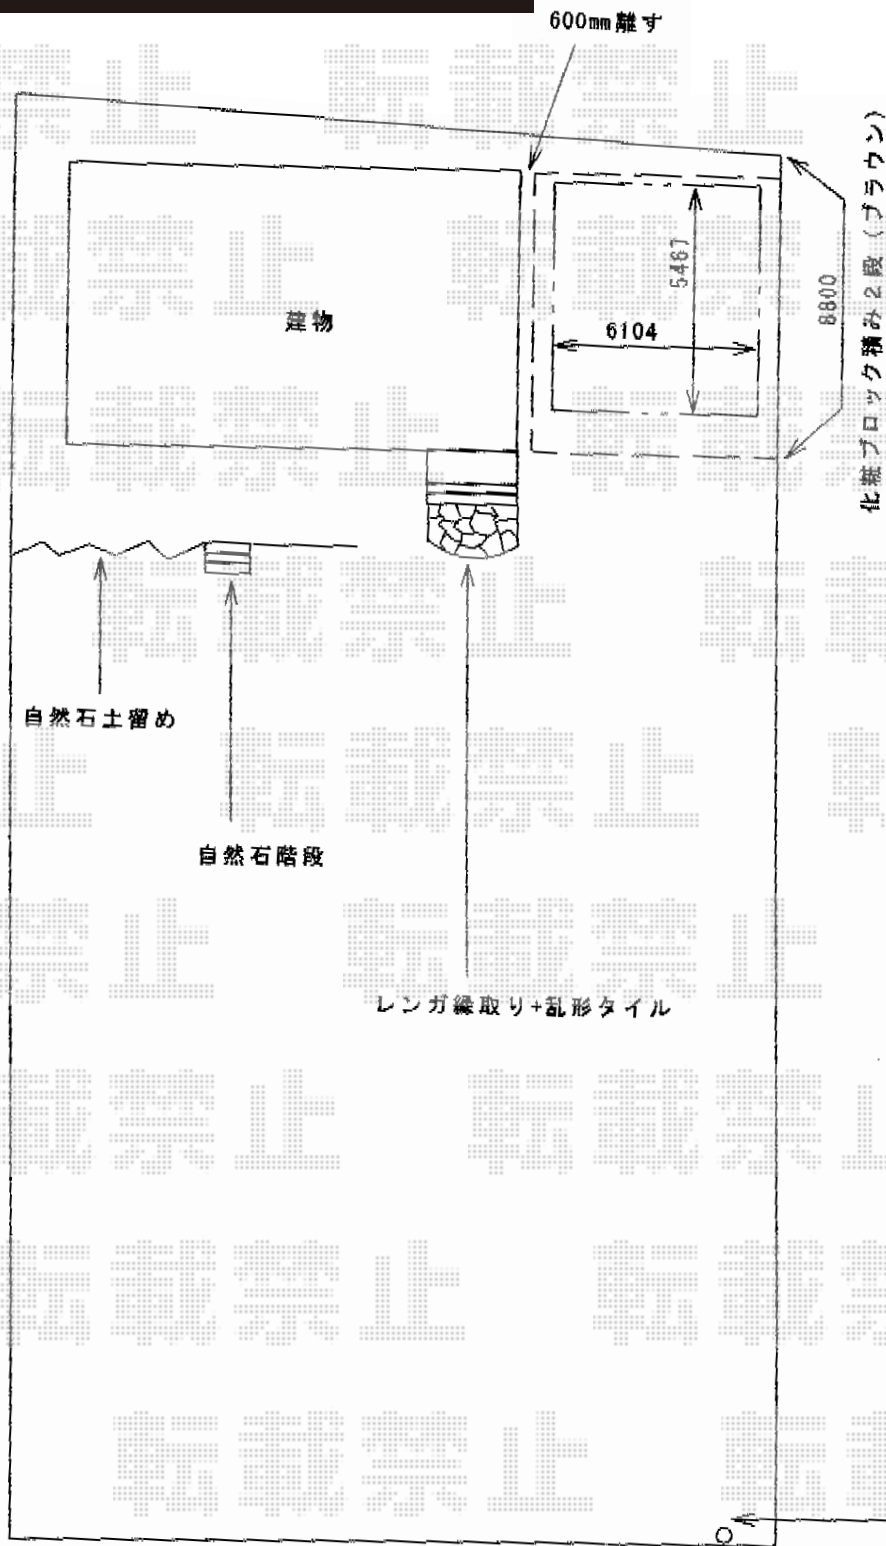 600mm離す
化粧ブロック積み2段(ブラウン)
8800
5467
6104
建物
自然石土留め
自然石階段
レンガ縁取り+乱形タイル
転載禁止